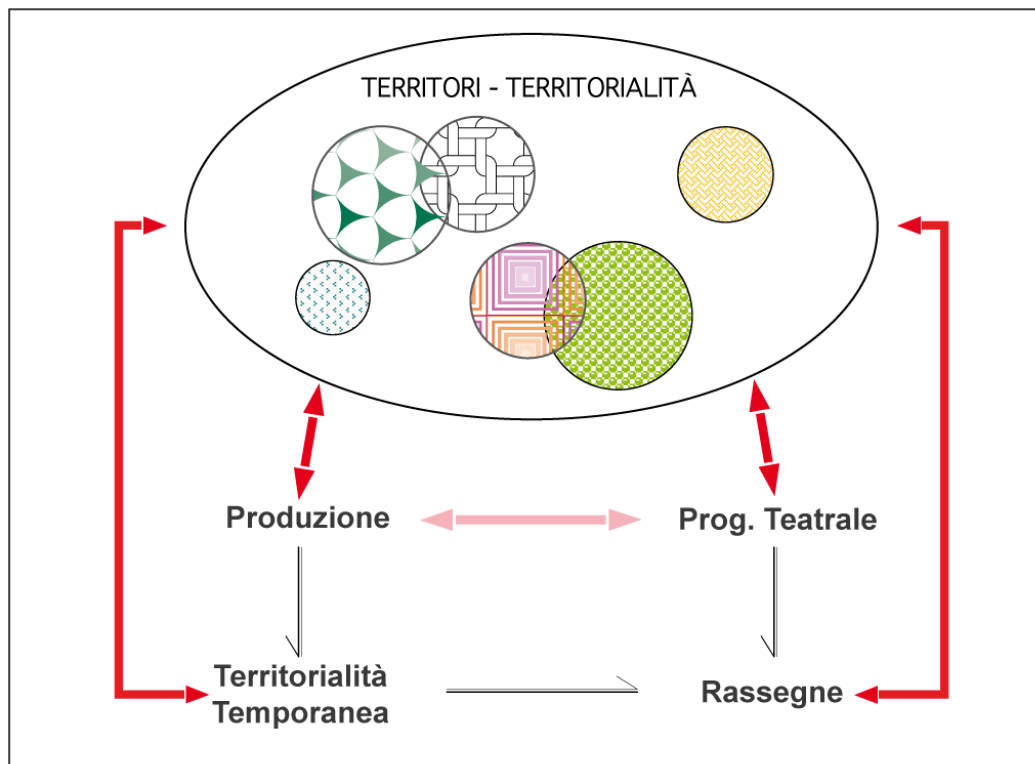 TERRITORI - TERRITORIALITÀ
Produzione
Prog. Teatrale
Territorialità
Temporanea
Rassegne